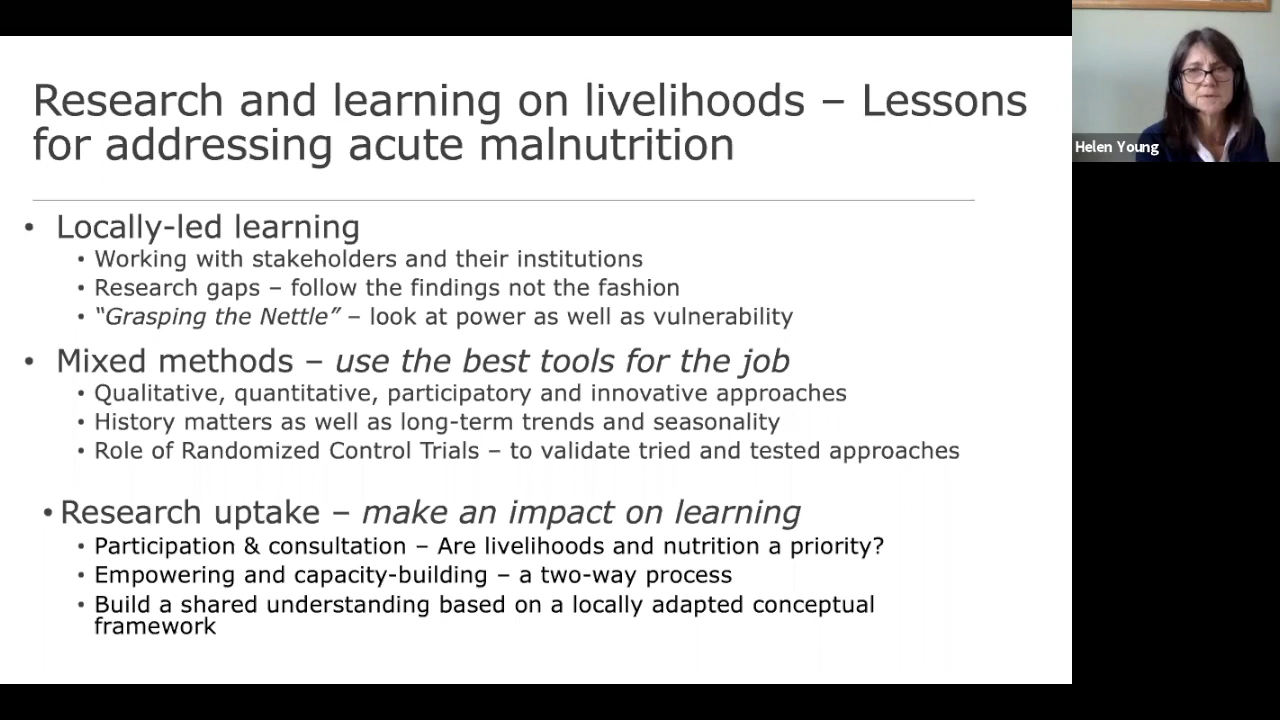 Research and learning on livelihoods – Lessons
for addressing acute malnutrition
• Locally-led learning
• Working with stakeholders and their institutions
• Research gaps – follow the findings not the fashion
• “Grasping the Nettle” – look at power as well as vulnerability
• Mixed methods – use the best tools for the job
• Qualitative, quantitative, participatory and innovative approaches
• History matters as well as long-term trends and seasonality
• Role of Randomized Control Trials – to validate tried and tested approaches
• Research uptake – make an impact on learning
• Participation & consultation – Are livelihoods and nutrition a priority?
• Empowering and capacity-building – a two-way process
• Build a shared understanding based on a locally adapted conceptual
framework
Helen Young